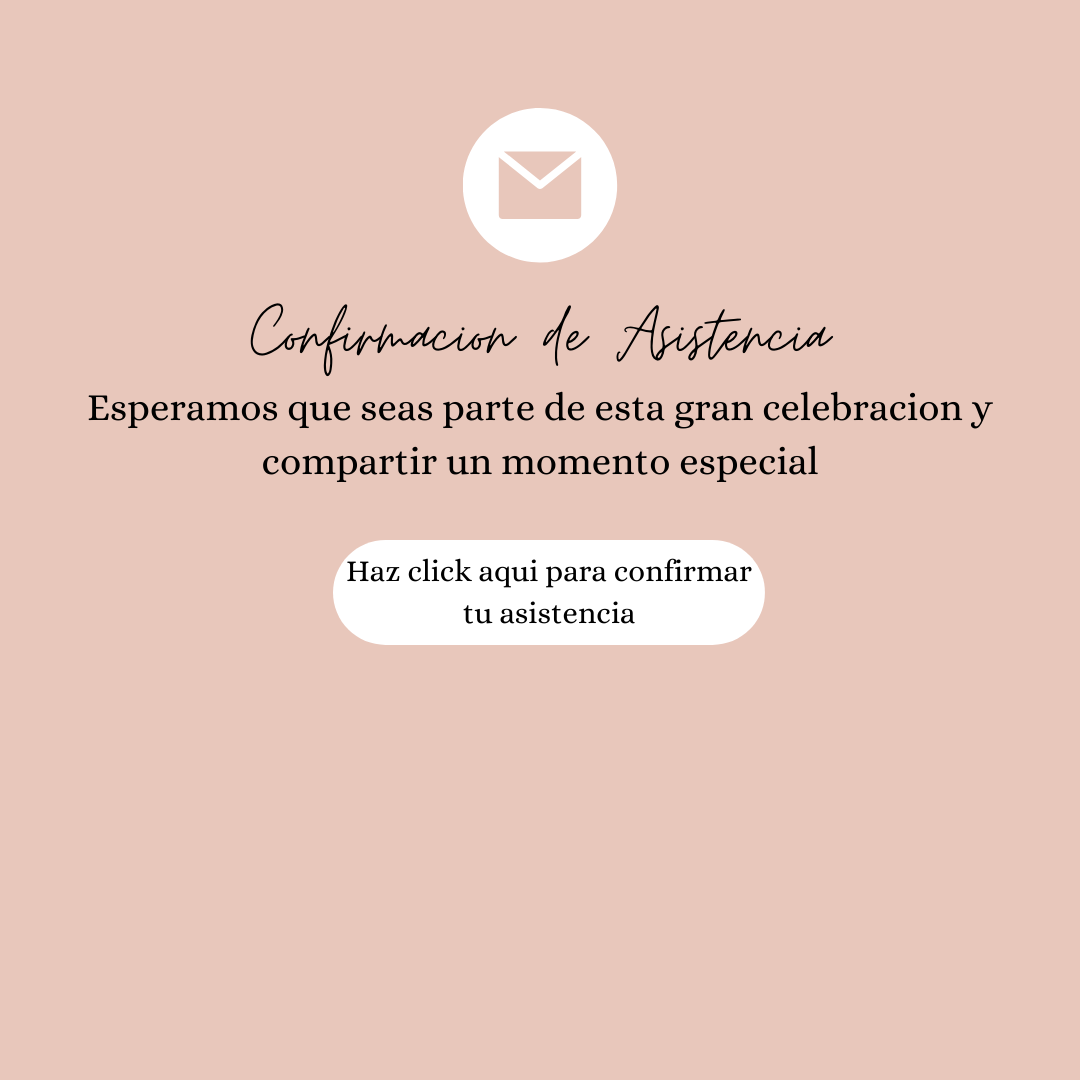 Confirmacion de Asistencia
Esperamos que seas parte de esta gran celebracion y
compartir un momento especial
Haz click aqui para confirmar
tu asistencia